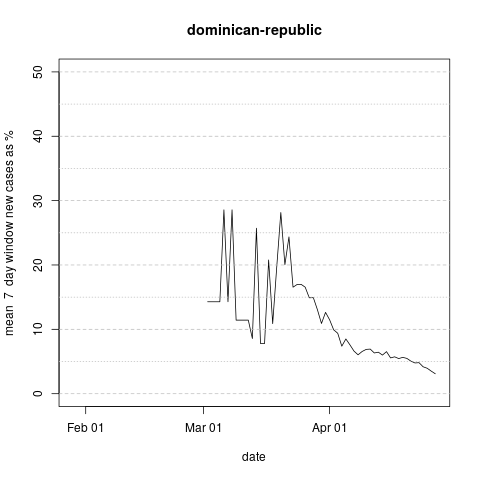 dominican-republic
mean  7  day window new cases as %
50
40
30
20
10
0
Feb 01
Mar 01
Apr 01
date